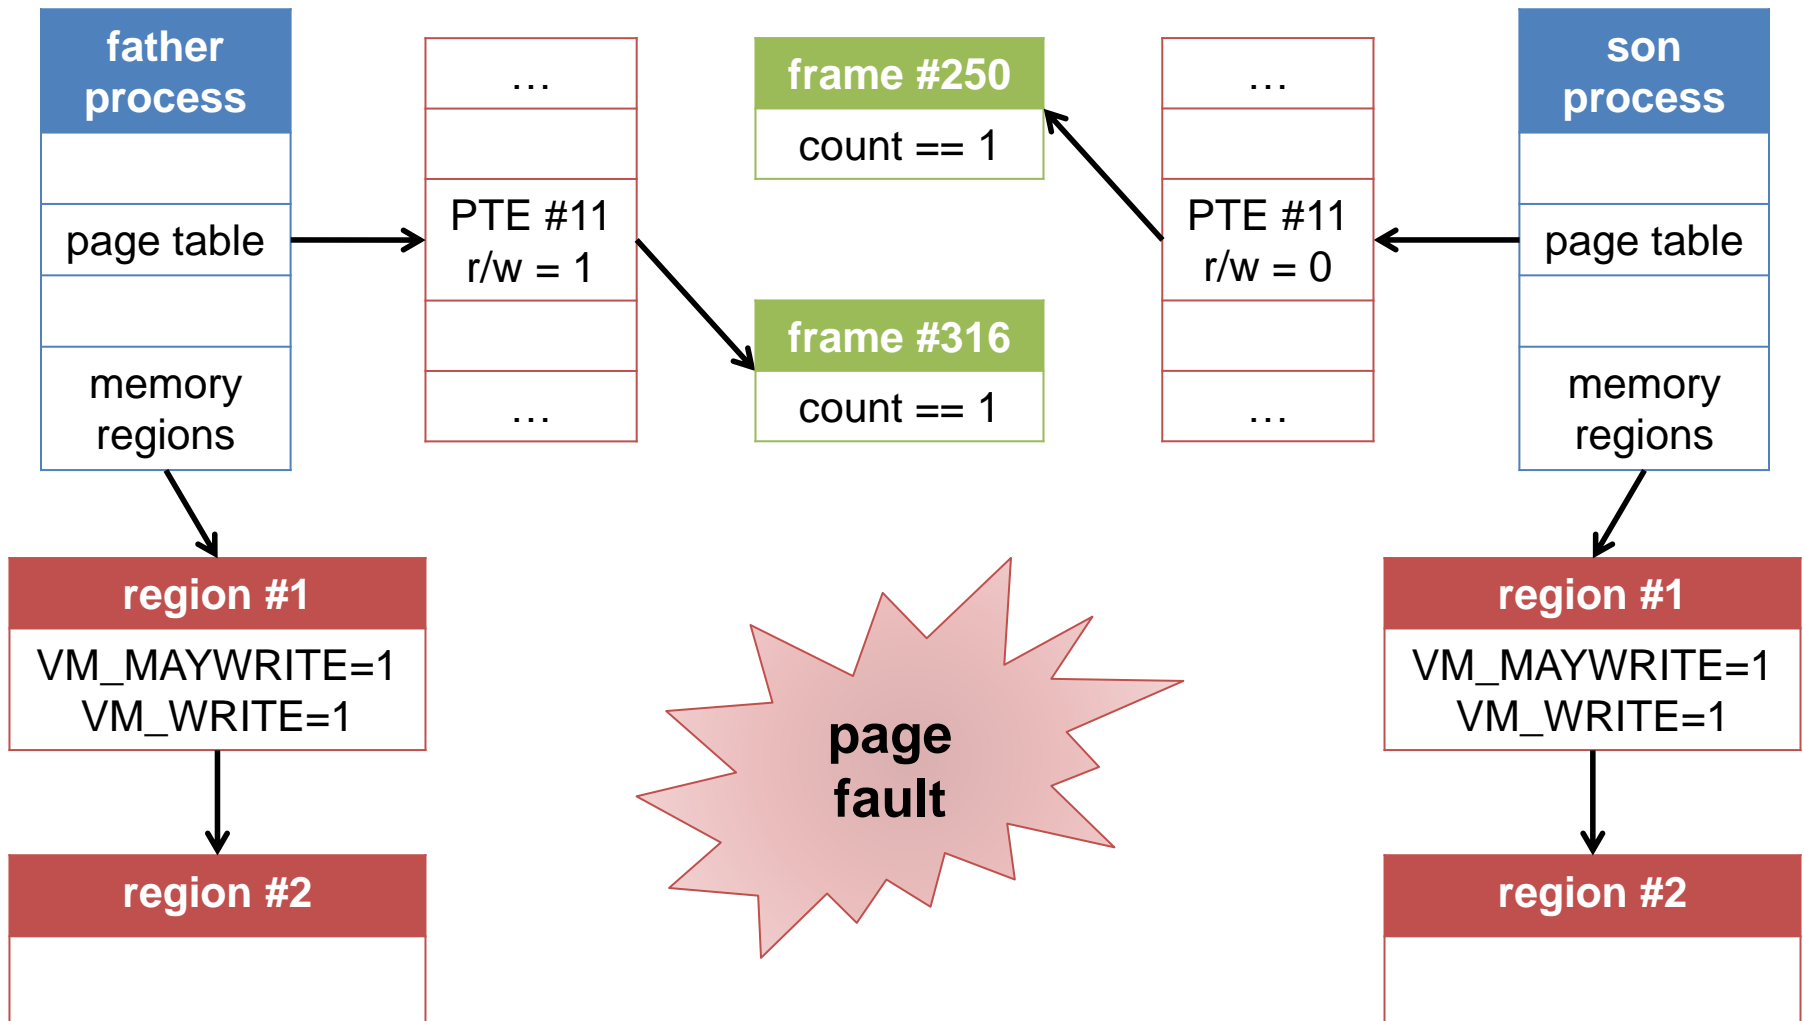 father
process
page table
memory
regions
…
PTE #11
r/w = 1
…
frame #250
count == 1
frame #316
count == 1
…
PTE #11
r/w = 0
…
son
process
page table
memory
regions
region #1
VM_MAYWRITE=1
VM_WRITE=1
region #2
page
fault
region #1
VM_MAYWRITE=1
VM_WRITE=1
region #2